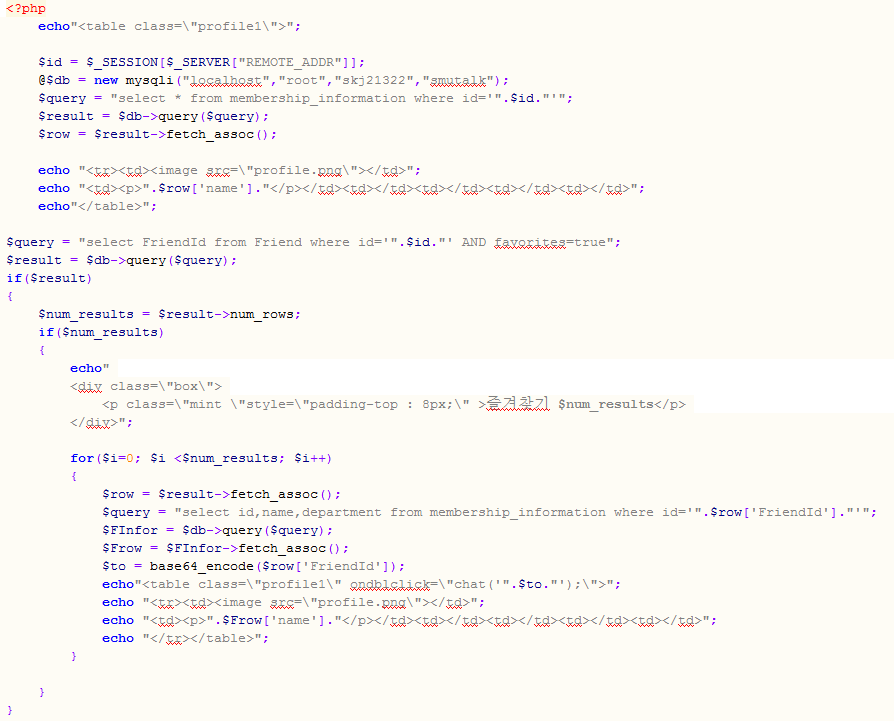 <?php
    echo"<table class=\"profile1\">";

    $id = $_SESSION[$_SERVER["REMOTE_ADDR"]];
    @$db = new mysqli("localhost","root","skj21322","smutalk");
    $query = "select * from membership_information where id='".$id."'";
    $result = $db->query($query);
    $row = $result->fetch_assoc();

    echo "<tr><td><image src=\"profile.png\"></td>";
    echo "<td><p>".$row['name']."</p></td><td></td><td></td><td></td><td></td>";
    echo"</table>";

$query = "select FriendId from Friend where id='".$id."' AND favorites=true";
$result = $db->query($query);
if($result)
{
    $num_results = $result->num_rows;
    if($num_results)
    {
        echo"
        <div class=\"box\">
            <p class=\"mint \"style=\"padding-top : 8px;\" >즐겨찾기 $num_results</p>
        </div>";

        for($i=0; $i <$num_results; $i++)
        {
            $row = $result->fetch_assoc();
            $query = "select id,name,department from membership_information where id='".$row['FriendId']."'";
            $FInfor = $db->query($query);
            $Frow = $FInfor->fetch_assoc();
            $to = base64_encode($row['FriendId']);
            echo"<table class=\"profile1\" ondblclick=\"chat('".$to."');\">";
            echo "<tr><td><image src=\"profile.png\"></td>";
            echo "<td><p>".$Frow['name']."</p></td><td></td><td></td><td></td><td></td>";
            echo "</tr></table>";
        }

    }
}